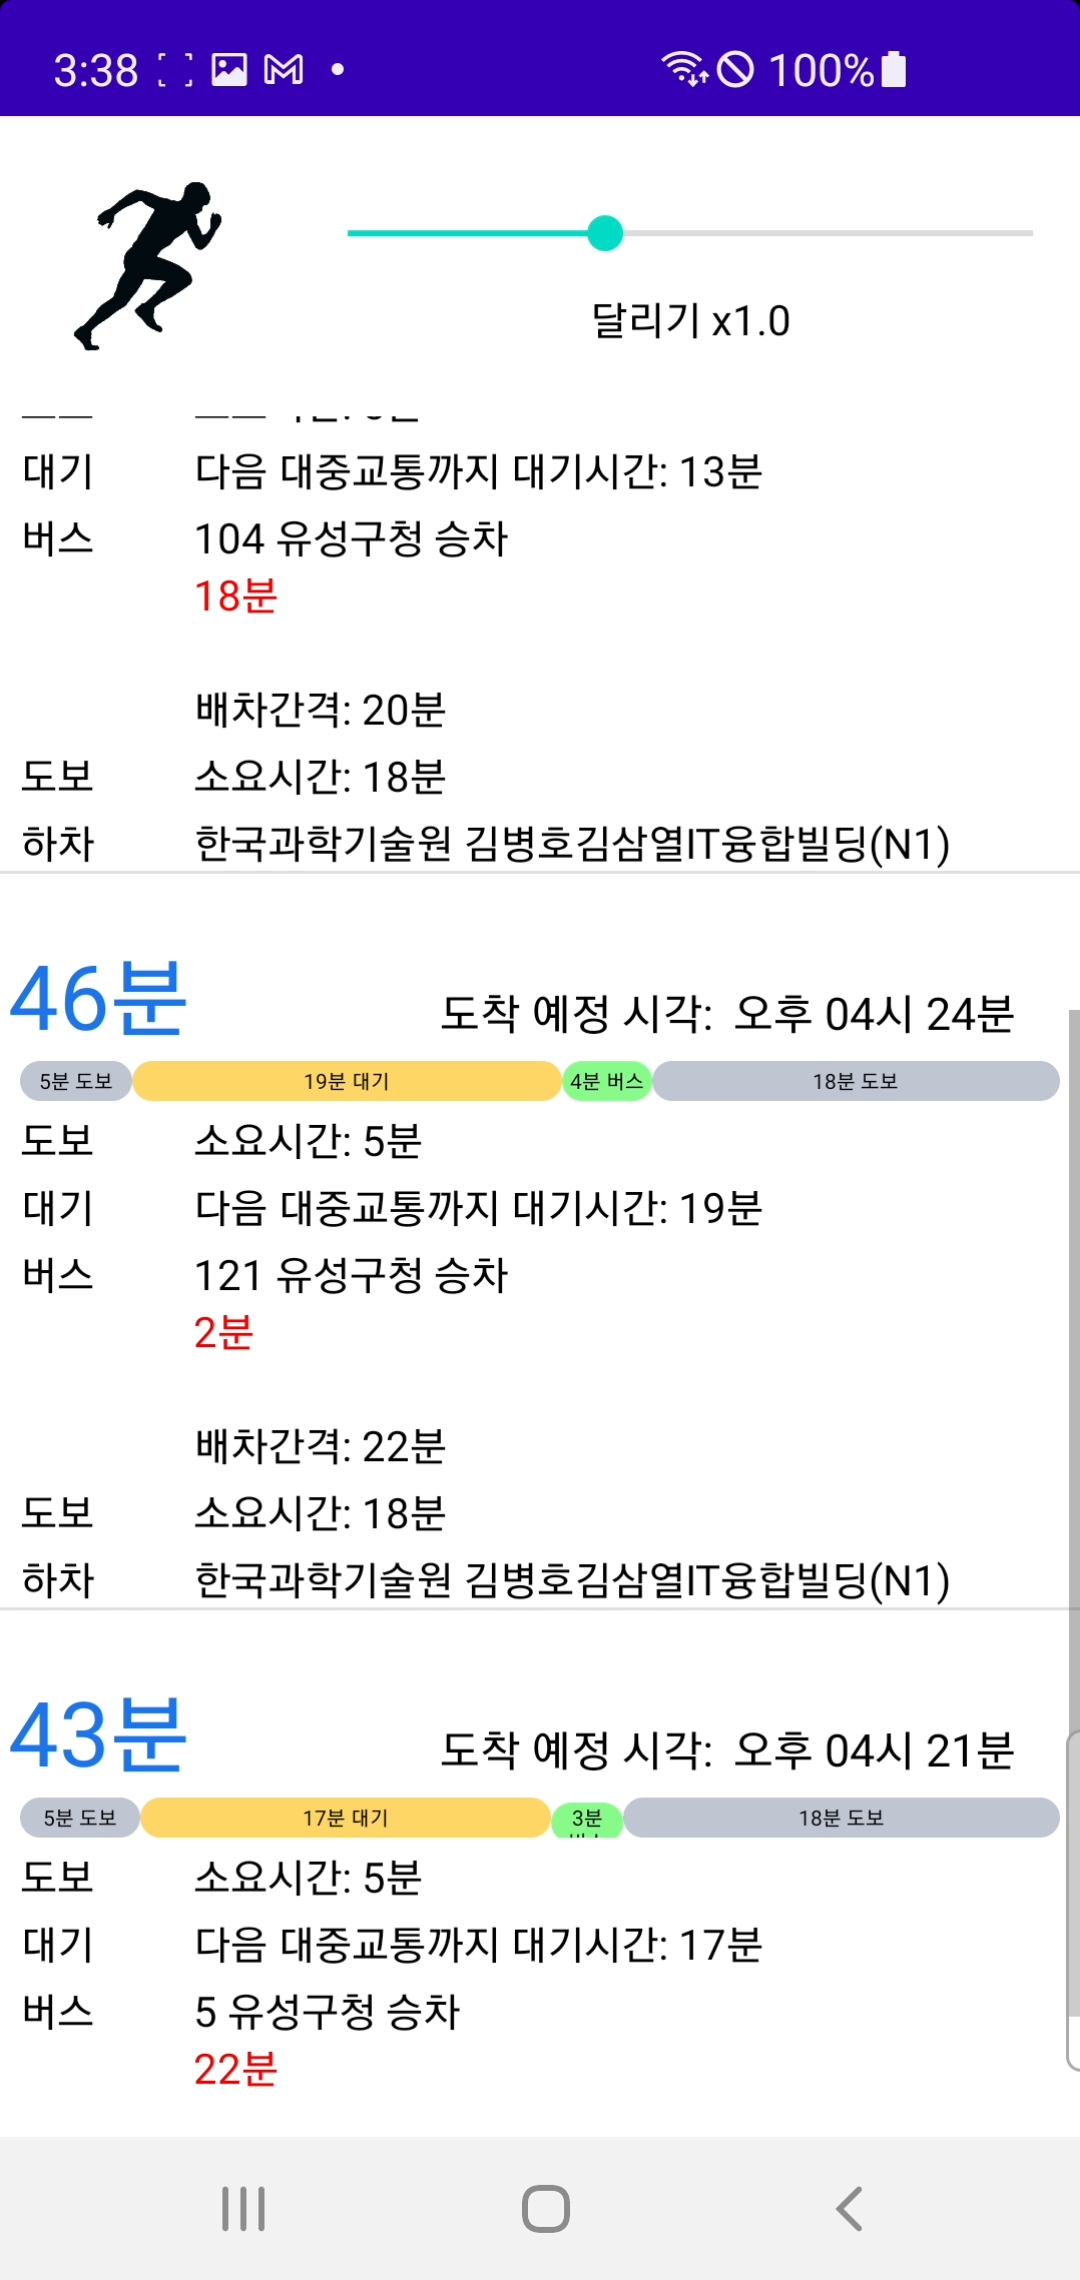 3:38 100%
달리기 x1.0
대기 다음 대중교통까지 대기시간: 13분
버스 104 유성구청 승차
18분
배차간격: 20분
도보 소요시간: 18분
하차 한국과학기술원 김병호김삼열IT융합빌딩(N1)
46분 도착 예정 시각: 오후 04시 24분
5분 도보 19분 대기 4분 버스 18분 도보
도보 소요시간: 5분
대기 다음 대중교통까지 대기시간: 19분
버스 121 유성구청 승차
2분
배차간격: 22분
도보 소요시간: 18분
하차 한국과학기술원 김병호김삼열IT융합빌딩(N1)
43분 도착 예정 시각: 오후 04시 21분
5분 도보 17분 대기 3분 18분 도보
도보 소요시간: 5분
대기 다음 대중교통까지 대기시간: 17분
버스 5 유성구청 승차
22분